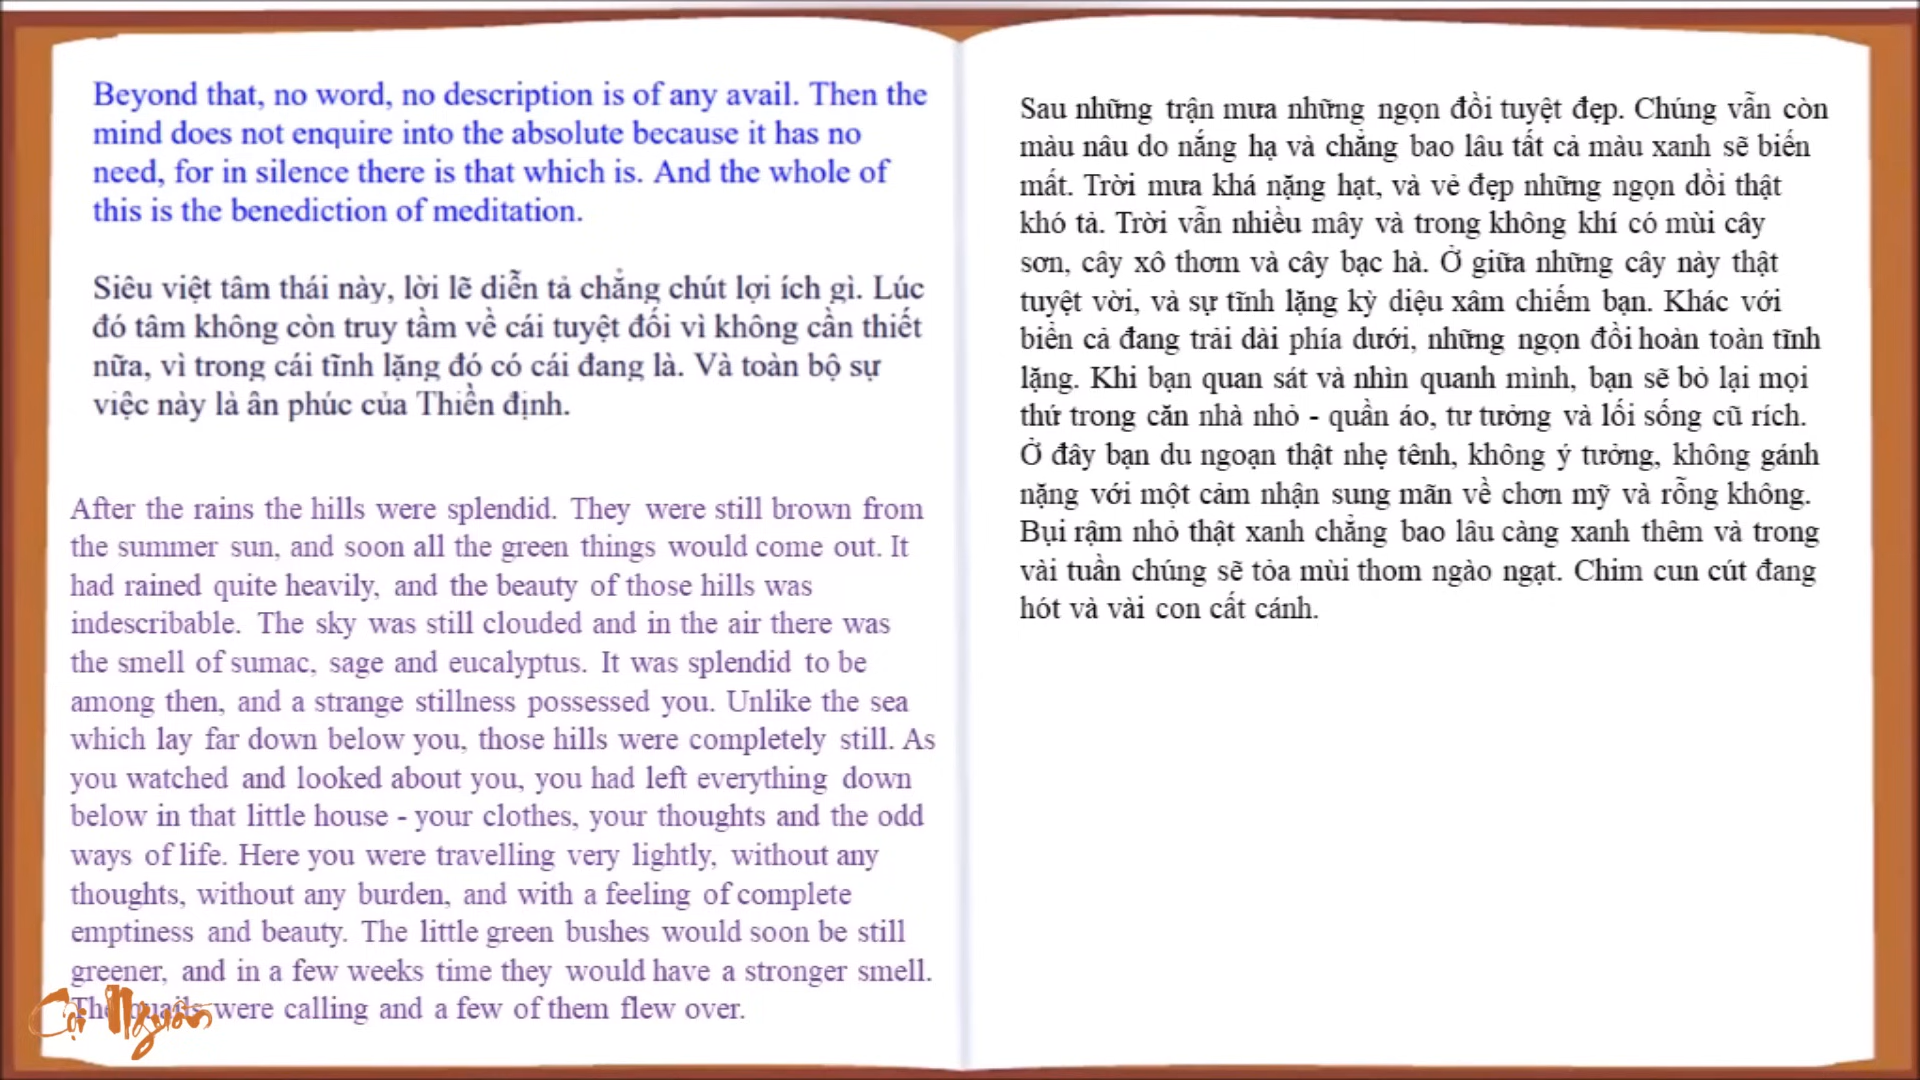 Beyond that, no word, no description is of any avail. Then the
mind does not enquire into the absolute because it has no
need, for in silence there is that which is. And the whole of
this is the benediction of meditation.
Siêu việt tâm thái này, lời lẽ diễn tả chẳng chút lợi ích gì. Lúc
đó tâm không còn truy tầm về cái tuyệt đối vì không cần thiết
nữa, vì trong cái tĩnh lặng đó có cái đang là. Và toàn bộ sự
việc này là ân phúc của Thiền định.
After the rains the hills were splendid. They were still brown from
the summer sun, and soon all the green things would come out. It
had rained quite heavily, and the beauty of those hills was
indescribable. The sky was still clouded and in the air there was
the smell of sumac, sage and eucalyptus. It was splendid to be
among then, and a strange stillness possessed you. Unlike the sea
which lay far down below you, those hills were completely still. As
you watched and looked about you, you had left everything down
below in that little house - your clothes, your thoughts and the odd
ways of life. Here you were travelling very lightly, without any
thoughts, without any burden, and with a feeling of complete
emptiness and beauty. The little green bushes would soon be still
greener, and in a few weeks time they would have a stronger smell.
The quails were calling and a few of them flew over.
Cội Nguồn
Sau những trận mưa những ngọn đồi tuyệt đẹp. Chúng vẫn còn
màu nâu do nắng hạ và chẳng bao lâu tất cả màu xanh sẽ biến
mất. Trời mưa khá nặng hạt, và vẻ đẹp những ngọn dồi thật
khó tả. Trời vẫn nhiều mây và trong không khí có mùi cây
sơn, cây xô thơm và cây bạc hà. Ở giữa những cây này thật
tuyệt vời, và sự tĩnh lặng kỳ diệu xâm chiếm bạn. Khác với
biển cả đang trải dài phía dưới, những ngọn đồi hoàn toàn tĩnh
lặng. Khi bạn quan sát và nhìn quanh mình, bạn sẽ bỏ lại mọi
thứ trong căn nhà nhỏ - quần áo, tư tưởng và lối sống cũ rích.
Ở đây bạn du ngoạn thật nhẹ tênh, không ý tưởng, không gánh
nặng với một cảm nhận sung mãn về chơn mỹ và rỗng không.
Bụi rậm nhỏ thật xanh chẳng bao lâu càng xanh thêm và trong
vài tuần chúng sẽ tỏa mùi thom ngào ngạt. Chim cun cút đang
hót và vài con cất cánh.